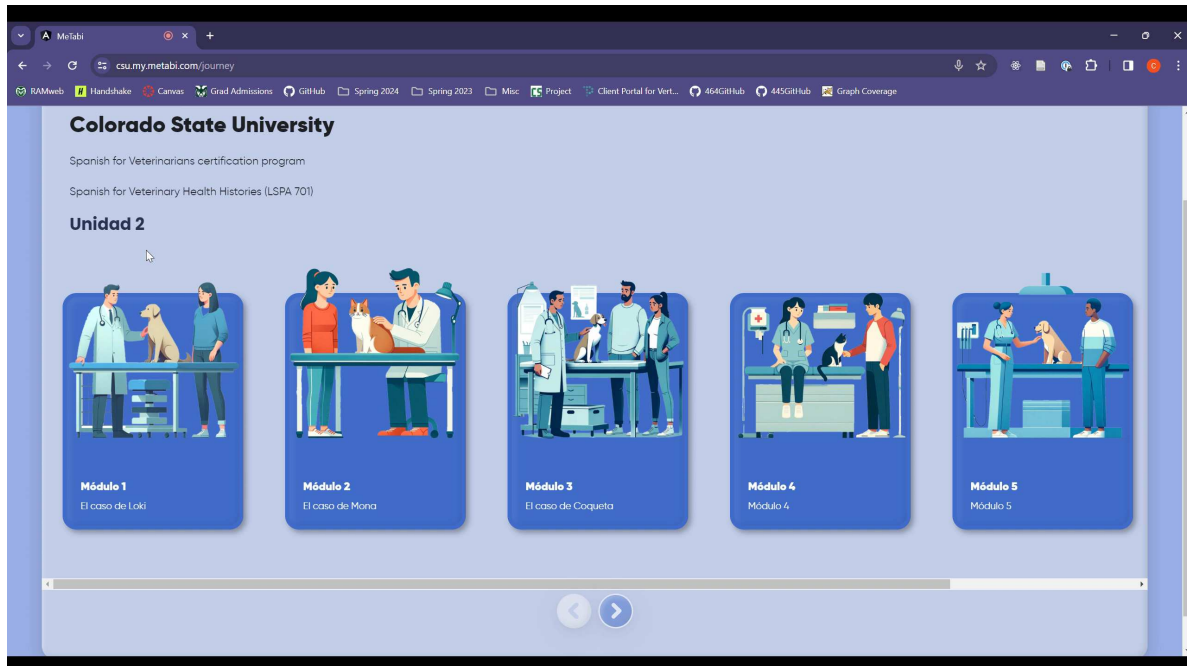 MeTabi
csu.my.metabi.com/journey
RAMweb Handshake Canvas Grad Admissions GitHub Spring 2024 Spring 2023 Misc Project Client Portal for Vert... 464GitHub 445GitHub Graph Coverage
Colorado State University
Spanish for Veterinarians certification program
Spanish for Veterinary Health Histories (LSPA 701)
Unidad 2
Módulo 1
El caso de Loki
Módulo 2
El caso de Mona
Módulo 3
El caso de Coqueta
Módulo 4
Módulo 4
Módulo 5
Módulo 5